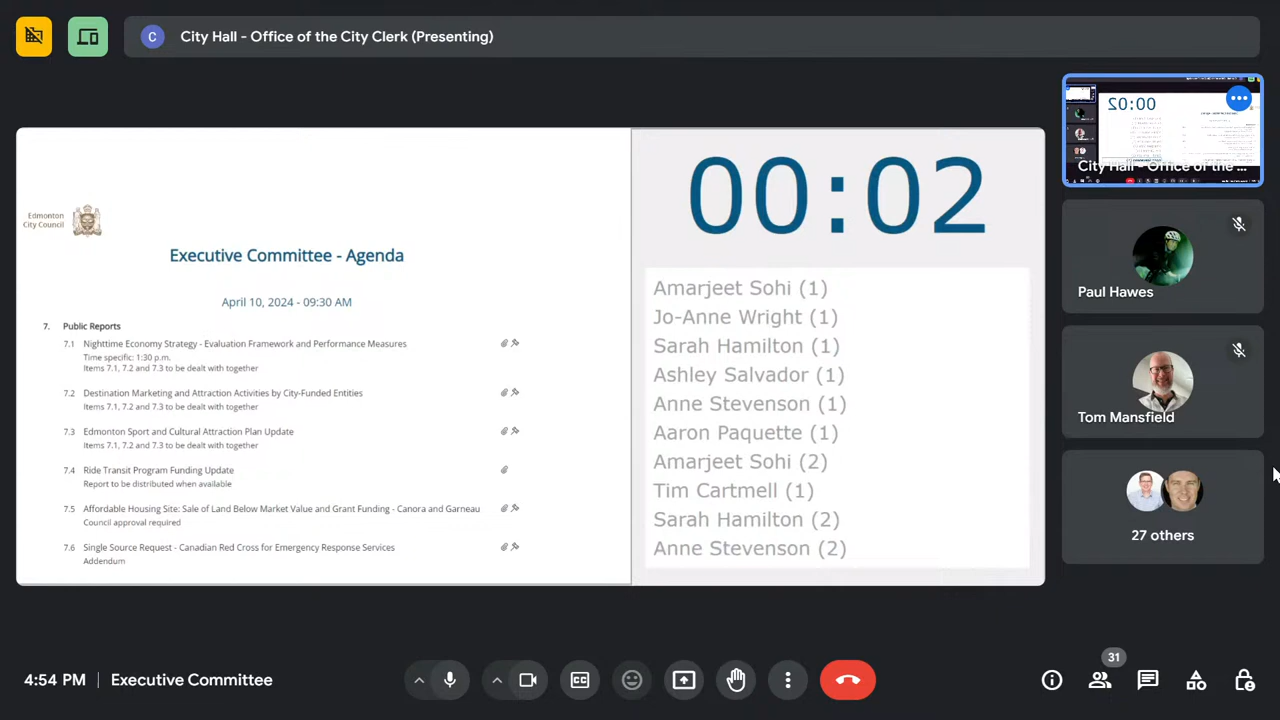 C City Hall - Office of the City Clerk (Presenting)
Edmonton
City Council
Executive Committee - Agenda
April 10, 2024 - 09:30 AM
7. Public Reports
7.1 Nighttime Economy Strategy - Evaluation Framework and Performance Measures
Time specific: 1:30 p.m.
Items 7.1, 7.2 and 7.3 to be dealt with together
7.2 Destination Marketing and Attraction Activities by City-Funded Entities
Items 7.1, 7.2 and 7.3 to be dealt with together
7.3 Edmonton Sport and Cultural Attraction Plan Update
Items 7.1, 7.2 and 7.3 to be dealt with together
7.4 Ride Transit Program Funding Update
Report to be distributed when available
7.5 Affordable Housing Site: Sale of Land Below Market Value and Grant Funding - Canora and Garneau
Council approval required
7.6 Single Source Request - Canadian Red Cross for Emergency Response Services
Addendum
00:02
Amarjeet Sohi (1)
Jo-Anne Wright (1)
Sarah Hamilton (1)
Ashley Salvador (1)
Anne Stevenson (1)
Aaron Paquette (1)
Amarjeet Sohi (2)
Tim Cartmell (1)
Sarah Hamilton (2)
Anne Stevenson (2)
00:02
City Hall - Office of the ...
Paul Hawes
Tom Mansfield
27 others
4:54 PM | Executive Committee
31